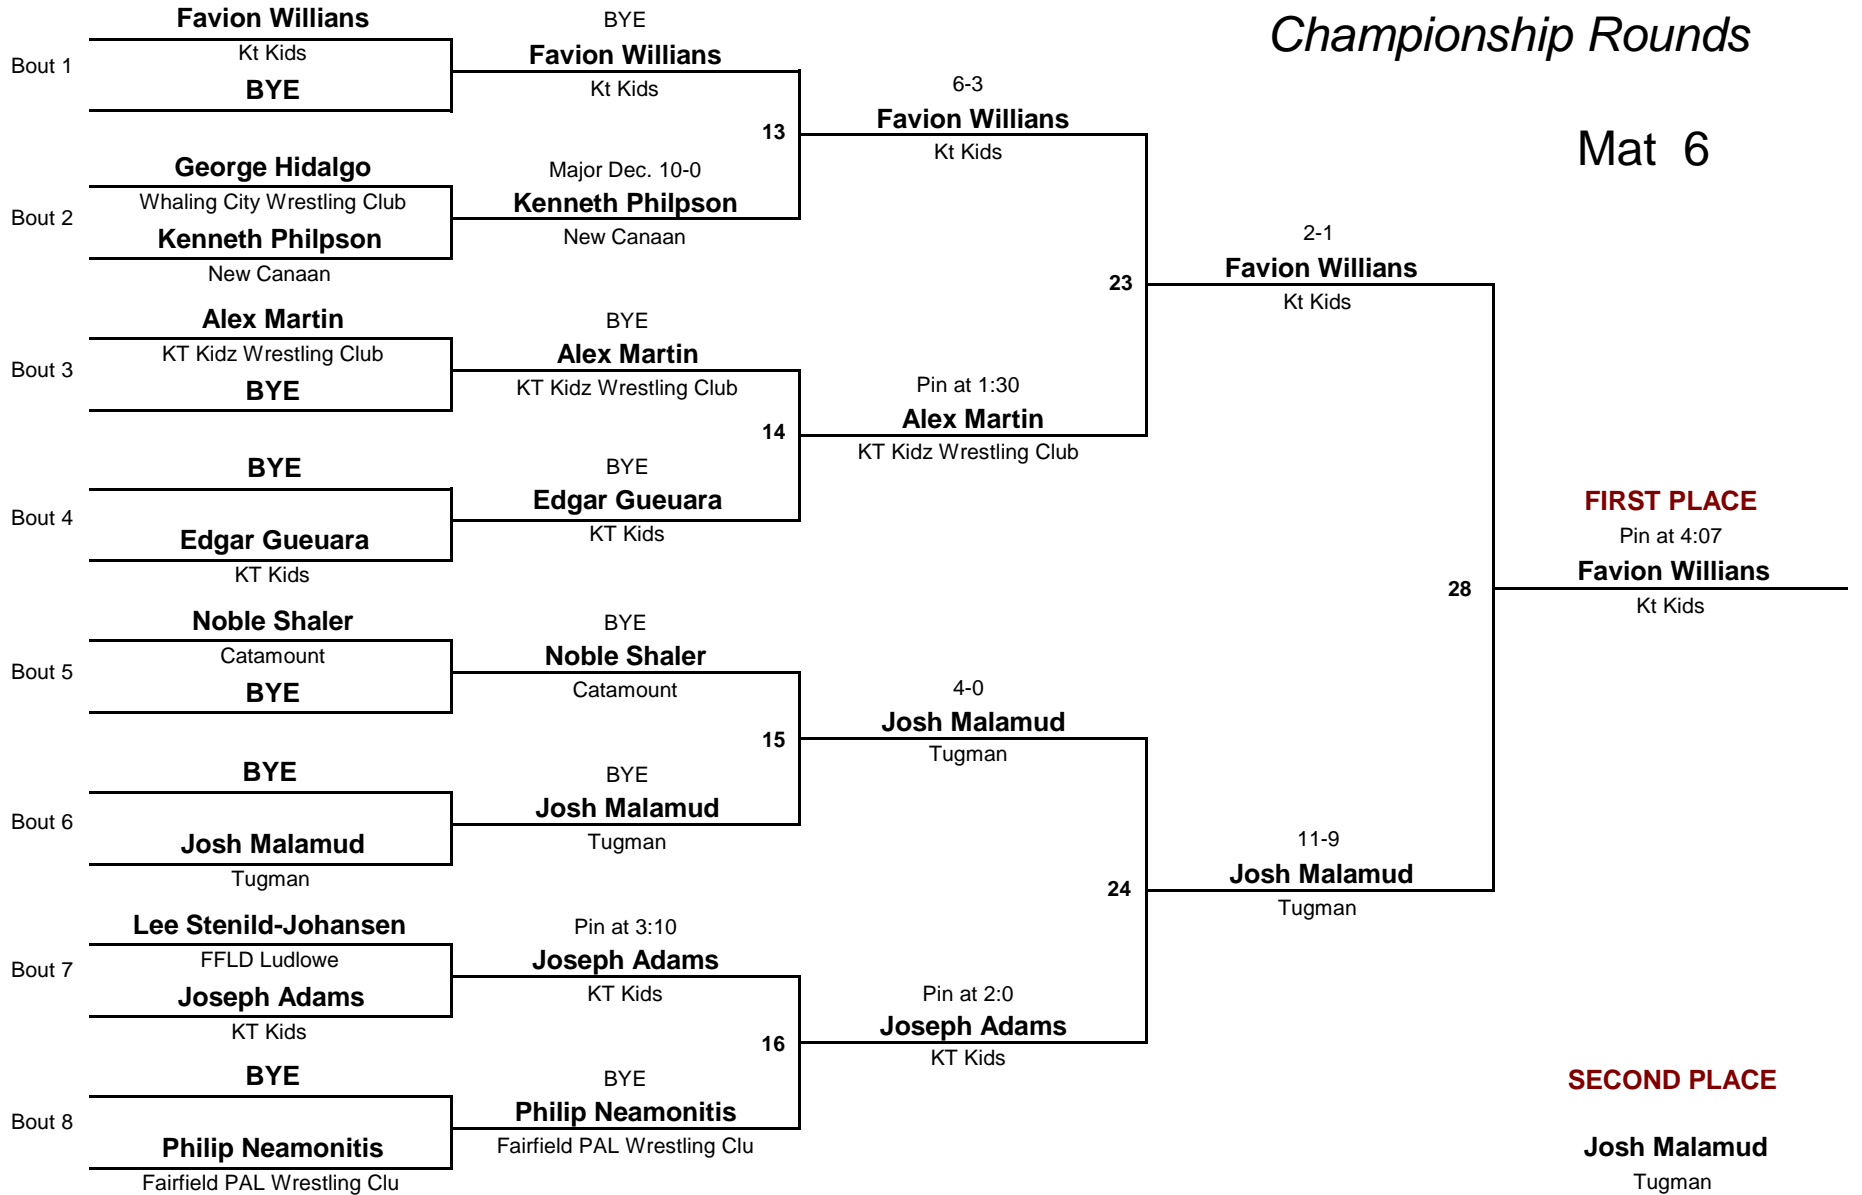 Championship Rounds
Mat 6
Bout 1
Favion Willians
Kt Kids
BYE
Bout 2
George Hidalgo
Whaling City Wrestling Club
Kenneth Philpson
New Canaan
Bout 3
Alex Martin
KT Kidz Wrestling Club
BYE
Bout 4
BYE
Edgar Gueuara
KT Kids
Bout 5
Noble Shaler
Catamount
BYE
Bout 6
BYE
Josh Malamud
Tugman
Bout 7
Lee Stenild-Johansen
FFLD Ludlowe
Joseph Adams
KT Kids
Bout 8
BYE
Philip Neamonitis
Fairfield PAL Wrestling Clu
BYE
Favion Willians
Kt Kids
13
Major Dec. 10-0
Kenneth Philpson
New Canaan
BYE
Alex Martin
KT Kidz Wrestling Club
14
BYE
Edgar Gueuara
KT Kids
BYE
Noble Shaler
Catamount
15
BYE
Josh Malamud
Tugman
Pin at 3:10
Joseph Adams
KT Kids
16
BYE
Philip Neamonitis
Fairfield PAL Wrestling Clu
6-3
Favion Willians
Kt Kids
23
Pin at 1:30
Alex Martin
KT Kidz Wrestling Club
4-0
Josh Malamud
Tugman
24
Pin at 2:0
Joseph Adams
KT Kids
2-1
Favion Willians
Kt Kids
28
11-9
Josh Malamud
Tugman
FIRST PLACE
Pin at 4:07
Favion Willians
Kt Kids
SECOND PLACE
Josh Malamud
Tugman